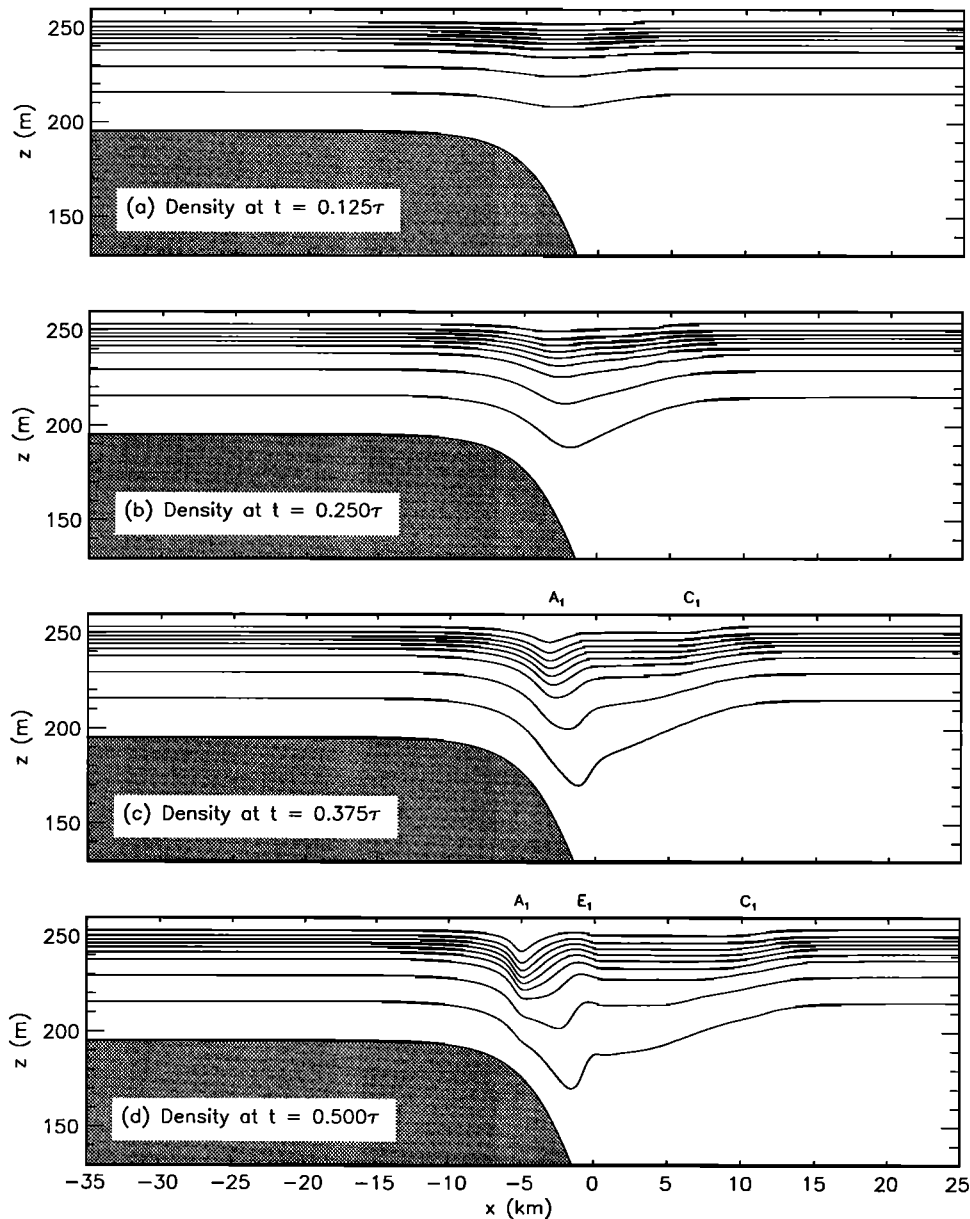 250
200
150
z (m)
(a) Density at t = 0.125τ
250
200
150
z (m)
(b) Density at t = 0.250τ
A₁ C₁
250
200
150
z (m)
(c) Density at t = 0.375τ
A₁ E₁ C₁
250
200
150
z (m)
(d) Density at t = 0.500τ
−35 −30 −25 −20 −15 −10 −5 0 5 10 15 20 25
x (km)